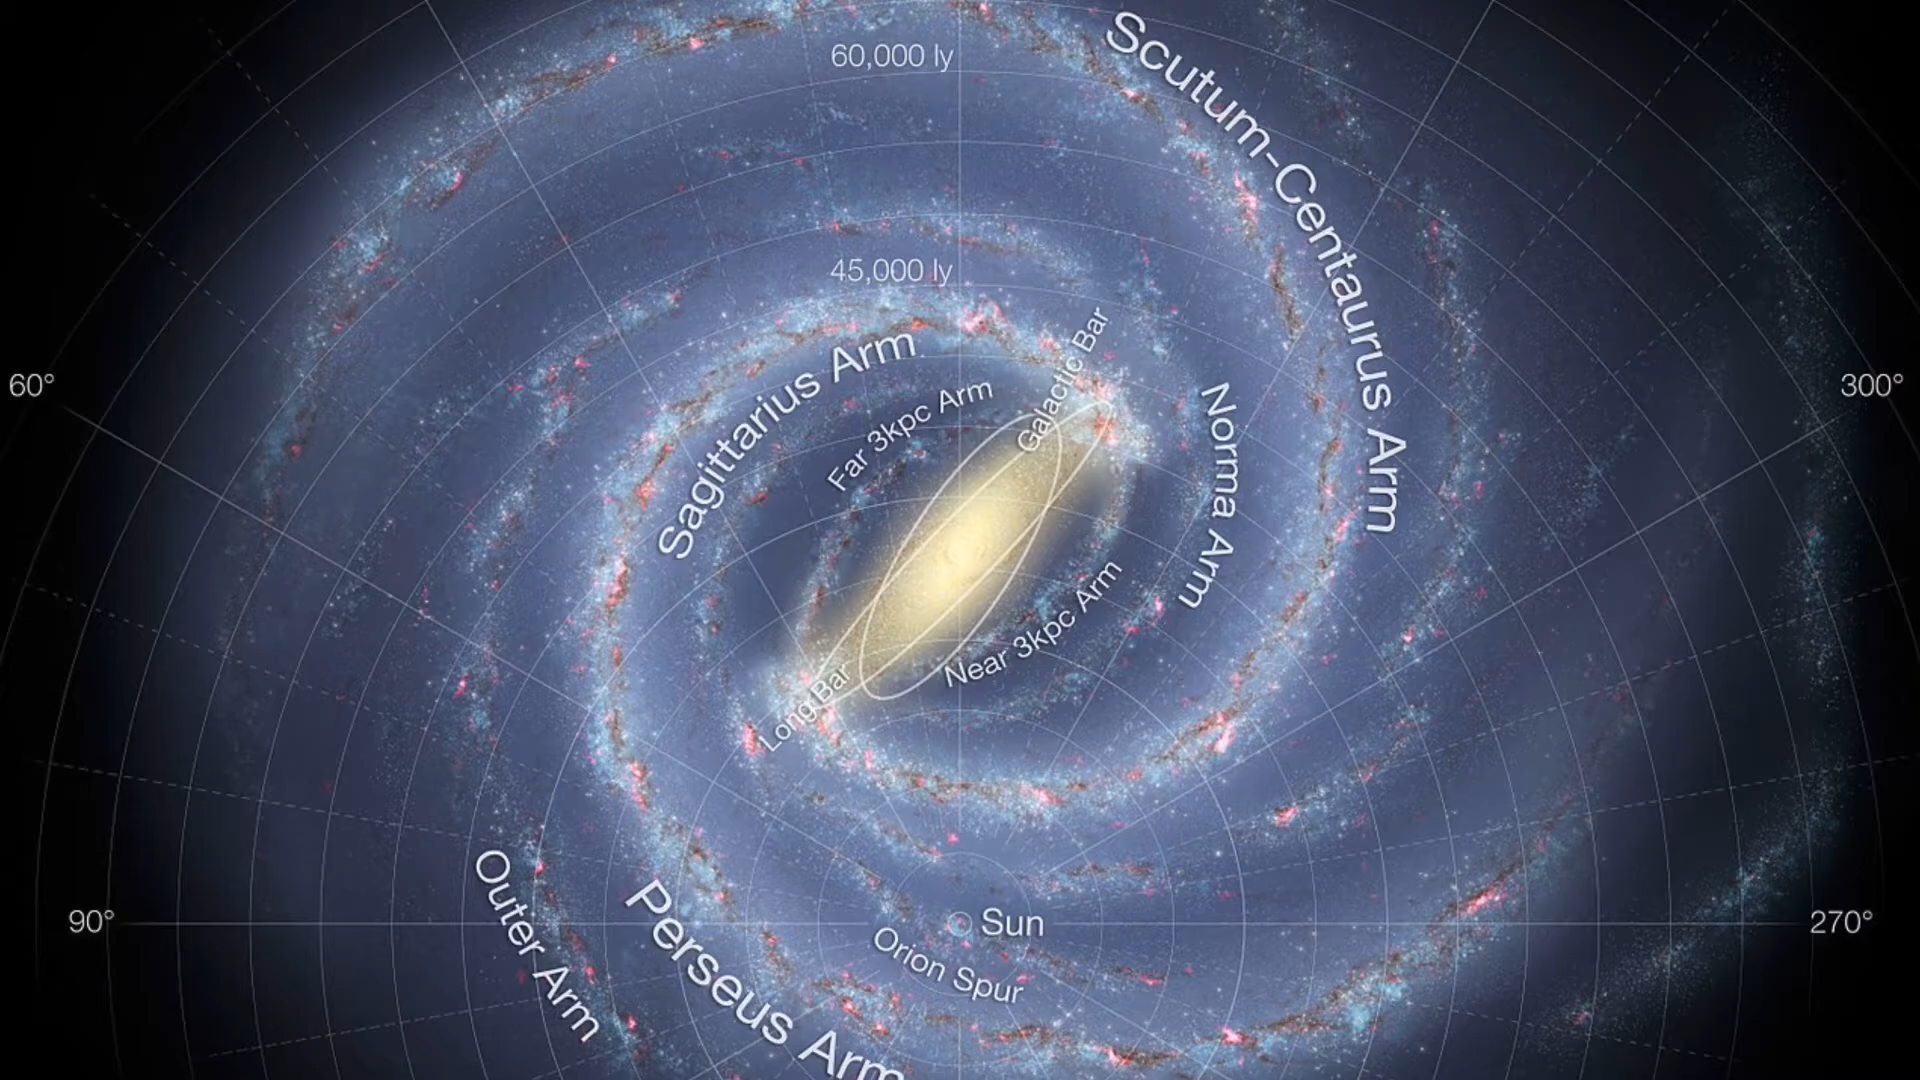 Scutum-Centaurus Arm
60,000 ly
45,000 ly
Galactic Bar
Sagittarius Arm
Far 3kpc Arm
60°
300°
Norma Arm
Near 3kpc Arm
Long Bar
Outer Arm
Perseus Arm
90°
Sun
270°
Orion Spur